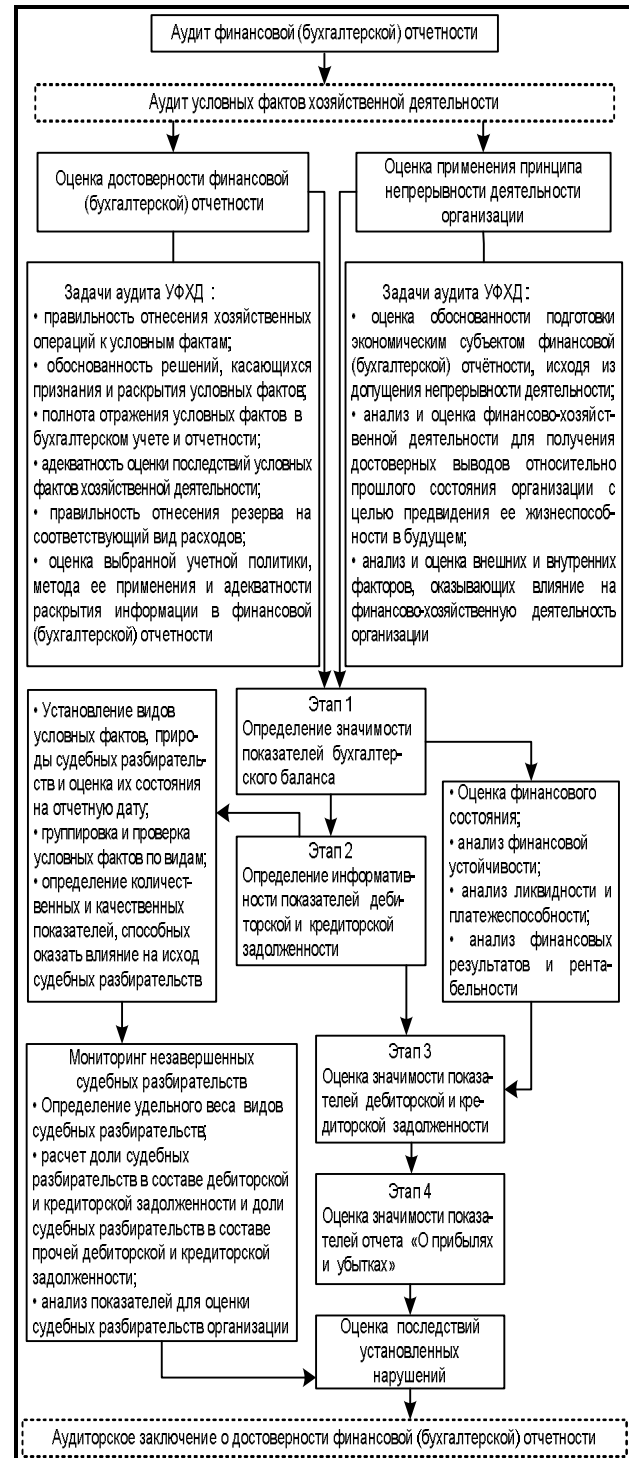 Аудит финансовой (бухгалтерской) отчетности
Аудит условных фактов хозяйственной деятельности
Оценка достоверности финансовой
(бухгалтерской) отчетности
Оценка применения принципа
непрерывности деятельности
организации
Задачи аудита УФХД :
• правильность отнесения хозяйственных
операций к условным фактам;
• обоснованность решений, касающихся
признания и раскрытия условных фактов;
• полнота отражения условных фактов в
бухгалтерском учете и отчетности;
• адекватность оценки последствий условных
фактов хозяйственной деятельности;
• правильность отнесения резерва на
соответствующий вид расходов;
• оценка выбранной учетной политики,
метода ее применения и адекватности
раскрытия информации в финансовой
(бухгалтерской) отчетности
Задачи аудита УФХД :
• оценка обоснованности подготовки
экономическим субъектом финансовой
(бухгалтерской) отчётности, исходя из
допущения непрерывности деятельности;
• анализ и оценка финансово-хозяйст-
венной деятельности для получения
достоверных выводов относительно
прошлого состояния организации с
целью предвидения ее жизнеспособ-
ности в будущем;
• анализ и оценка внешних и внутренних
факторов, оказывающих влияние на
финансово-хозяйственную деятельность
организации
Этап 1
Определение значимости
показателей бухгалтер-
ского баланса
• Установление видов
условных фактов, приро-
ды судебных разбиратель-
ств и оценка их состояния
на отчетную дату;
• группировка и проверка
условных фактов по видам;
• определение количест-
венных и качественных
показателей, способных
оказать влияние на исход
судебных разбирательств
Этап 2
Определение информатив-
ности показателей деби-
торской и кредиторской
задолженности
• Оценка финансового
состояния;
• анализ финансовой
устойчивости;
• анализ ликвидности и
платежеспособности;
• анализ финансовых
результатов и рента-
бельности
Мониторинг незавершенных
судебных разбирательств
• Определение удельного веса видов
судебных разбирательств;
• расчет доли судебных
разбирательств в составе дебиторской
и кредиторской задолженности и доли
судебных разбирательств в составе
прочей дебиторской и кредиторской
задолженности;
• анализ показателей для оценки
судебных разбирательств организации
Этап 3
Оценка значимости показа-
телей дебиторской и кре-
диторской задолженности
Этап 4
Оценка значимости показа-
телей отчета «О прибылях
и убытках»
Оценка последствий
установленных
нарушений
Аудиторское заключение о достоверности финансовой (бухгалтерской) отчетности